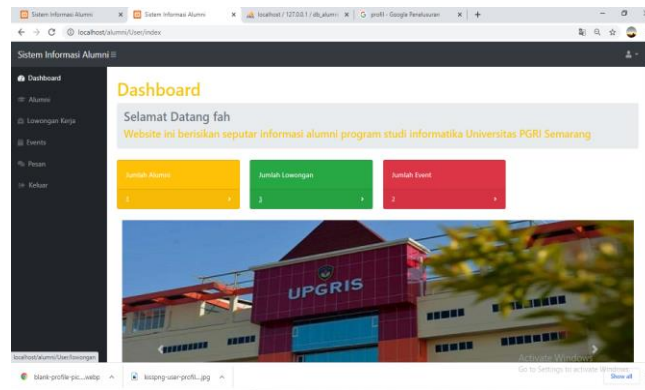 Sistem Informasi Alumni
Sistem Informasi Alumni
localhost / 127.0.0.1 / db_alumni
profil - Google Penelusuran
localhost/alumni/User/index
Sistem Informasi Alumni
Dashboard
Alumni
Lowongan Kerja
Events
Pesan
Keluar
Dashboard
Selamat Datang fah
Website ini berisikan seputar informasi alumni program studi informatika Universitas PGRI Semarang
Jumlah Alumni
Jumlah Lowongan
Jumlah Event
3
UPGRIS
localhost/alumni/User/lowongan
Activate Windows
Go to Settings to activate Windows.
blank-profile-pic....webp
kisspng-user-profil....jpg
Show all